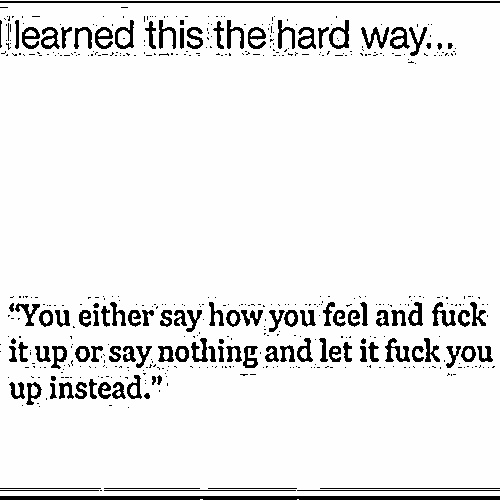 I learned this the hard way...
“You either say how you feel and fuck
it up or say nothing and let it fuck you
up instead.”